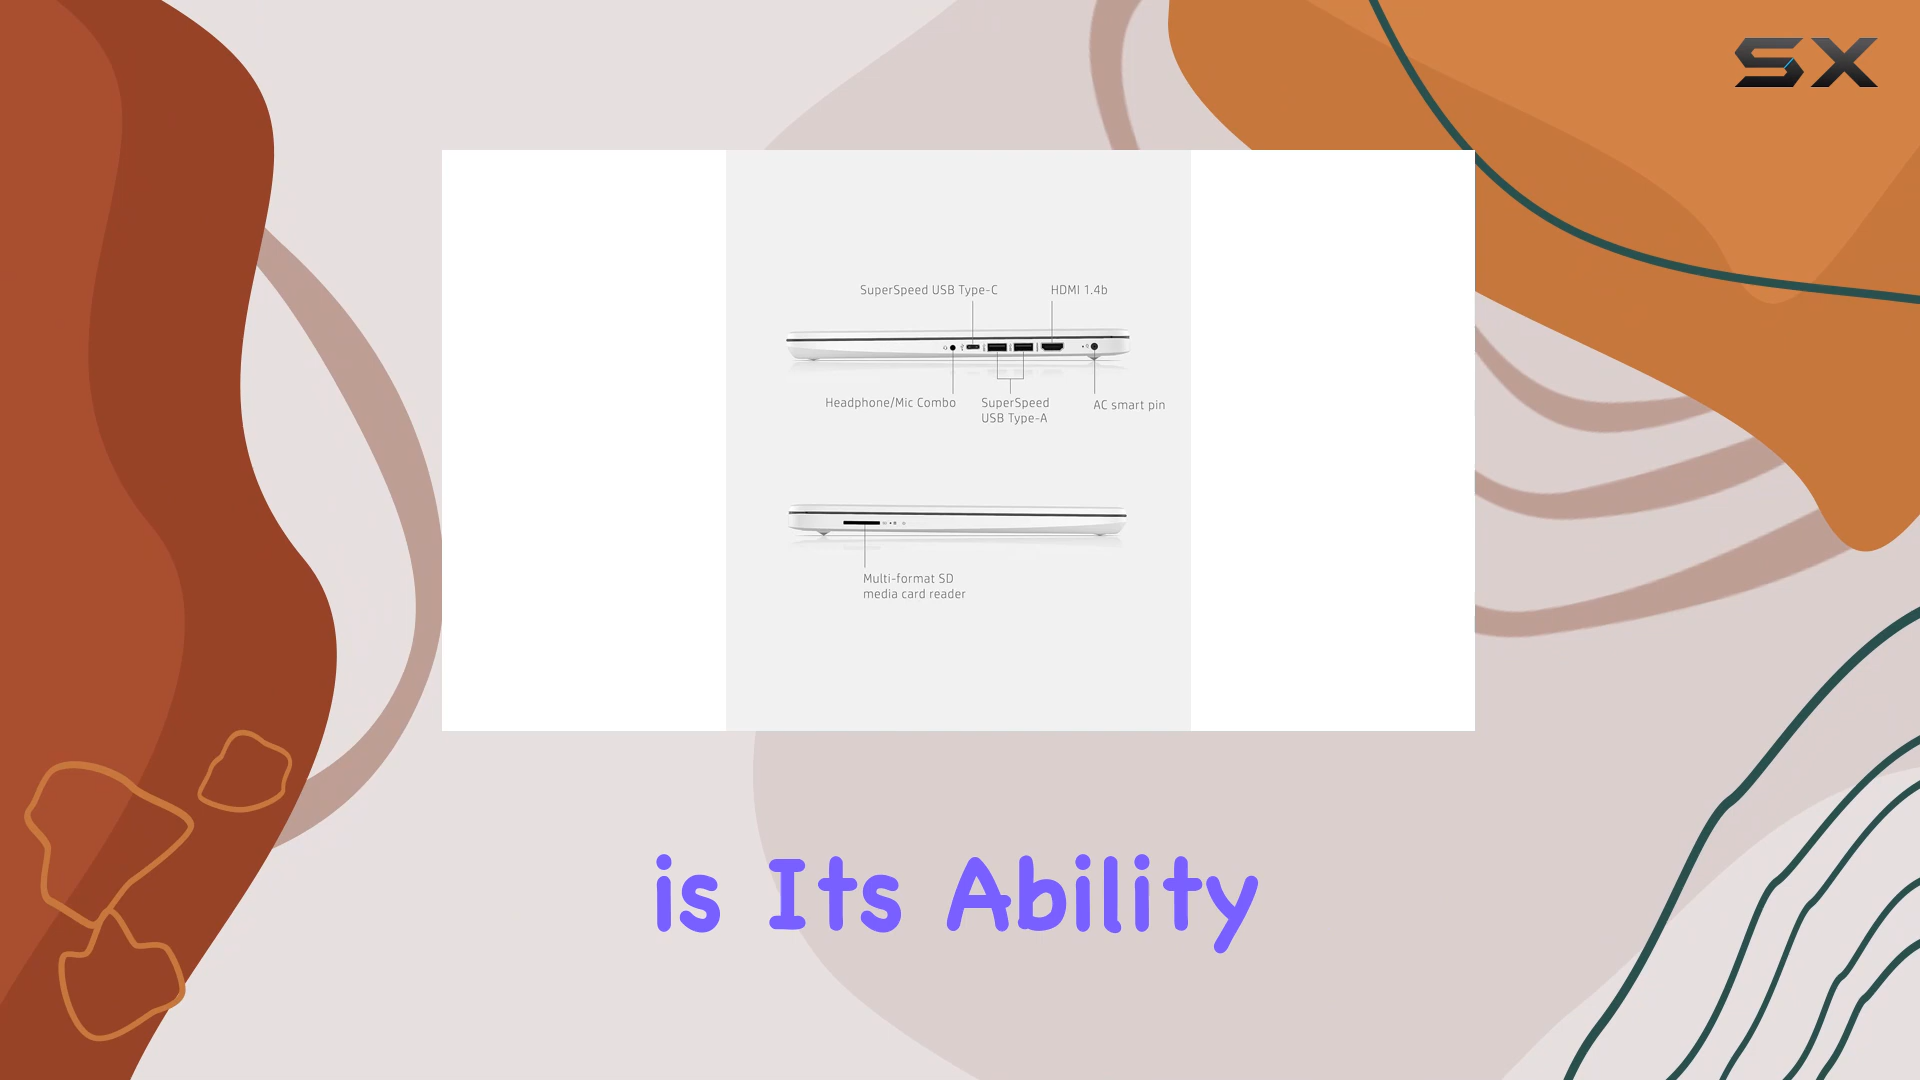 SX
SuperSpeed USB Type-C
HDMI 1.4b
Headphone/Mic Combo
SuperSpeed
USB Type-A
AC smart pin
Multi-format SD
media card reader
is Its Ability